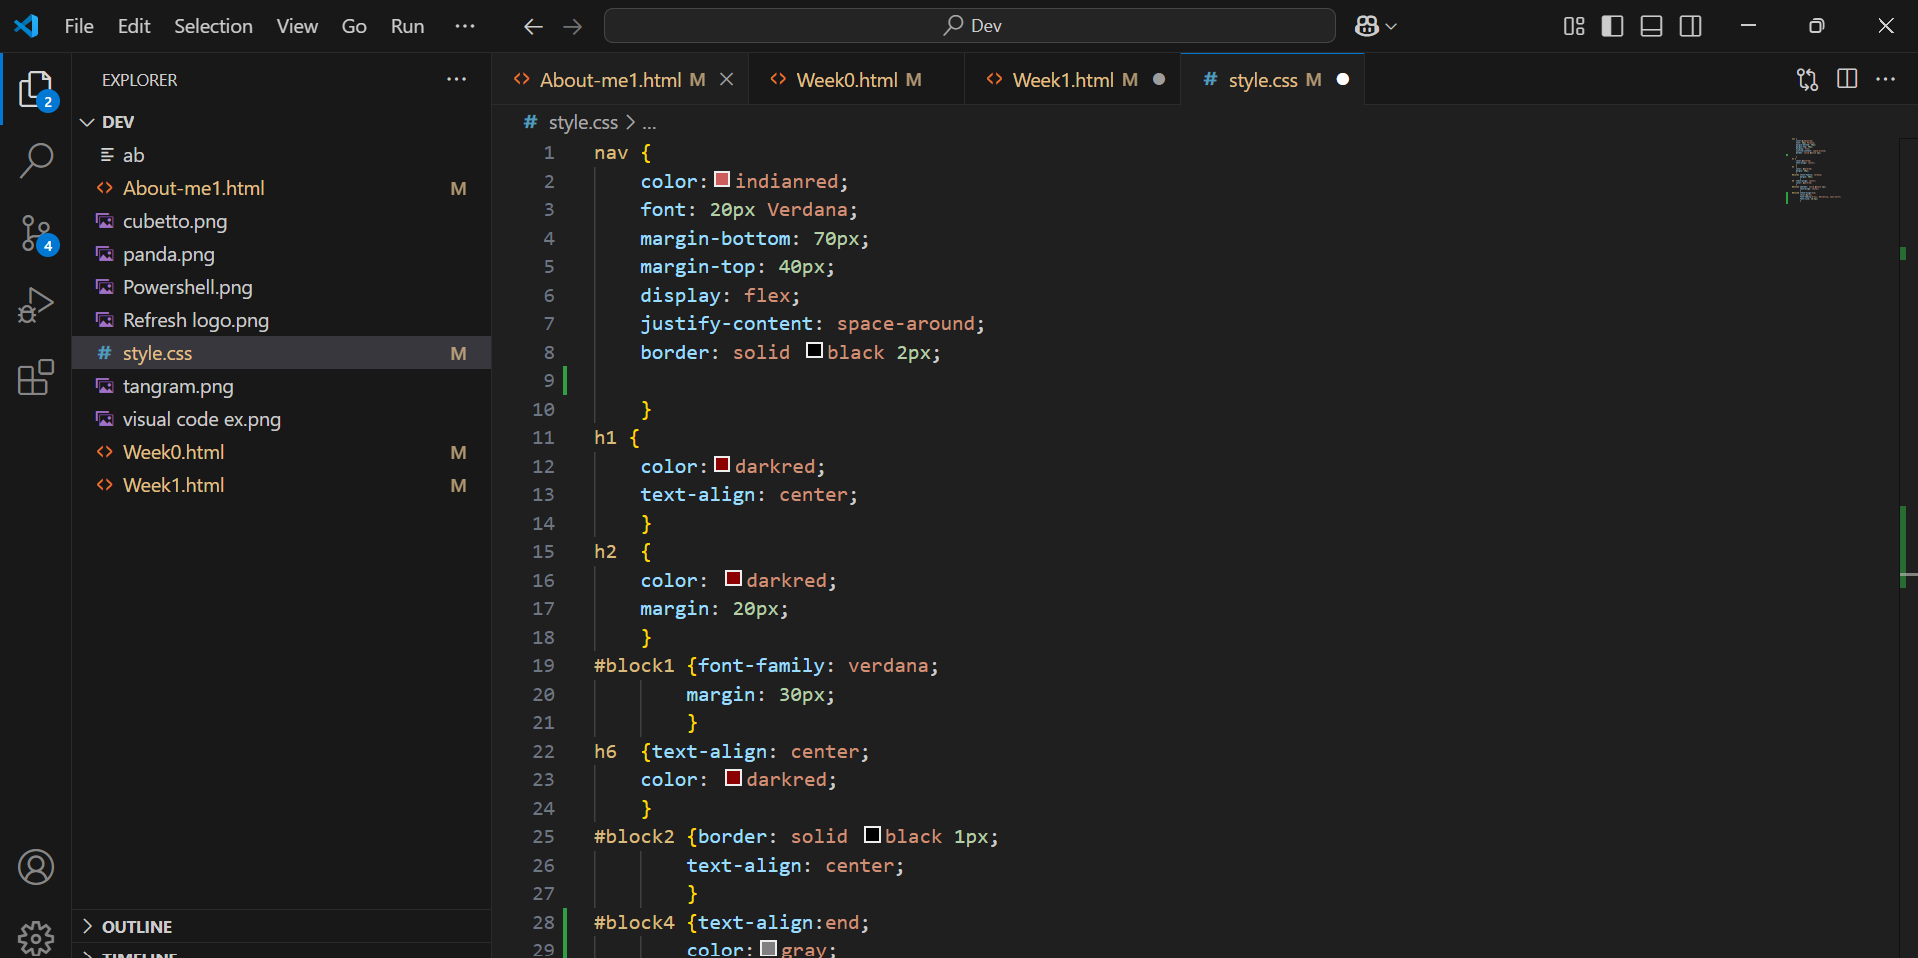 File Edit Selection View Go Run ···
Dev
EXPLORER ···
2
4
DEV
ab
About-me1.html M
cubetto.png
panda.png
Powershell.png
Refresh logo.png
style.css M
tangram.png
visual code ex.png
Week0.html M
Week1.html M
OUTLINE
TIMELINE
About-me1.html M
Week0.html M
Week1.html M
# style.css M
# style.css > ...
1 nav {
2 color: indianred;
3 font: 20px Verdana;
4 margin-bottom: 70px;
5 margin-top: 40px;
6 display: flex;
7 justify-content: space-around;
8 border: solid black 2px;
9
10 }
11 h1 {
12 color: darkred;
13 text-align: center;
14 }
15 h2 {
16 color: darkred;
17 margin: 20px;
18 }
19 #block1 {font-family: verdana;
20 margin: 30px;
21 }
22 h6 {text-align: center;
23 color: darkred;
24 }
25 #block2 {border: solid black 1px;
26 text-align: center;
27 }
28 #block4 {text-align:end;
29 color: gray;